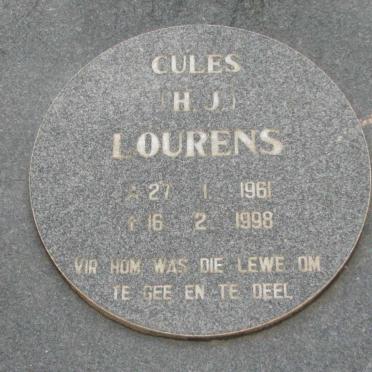 CULES
(H. J.)
LOURENS
* 27 1 1961
† 16 2 1998
VIR HOM WAS DIE LEWE OM
TE GEE EN TE DEEL